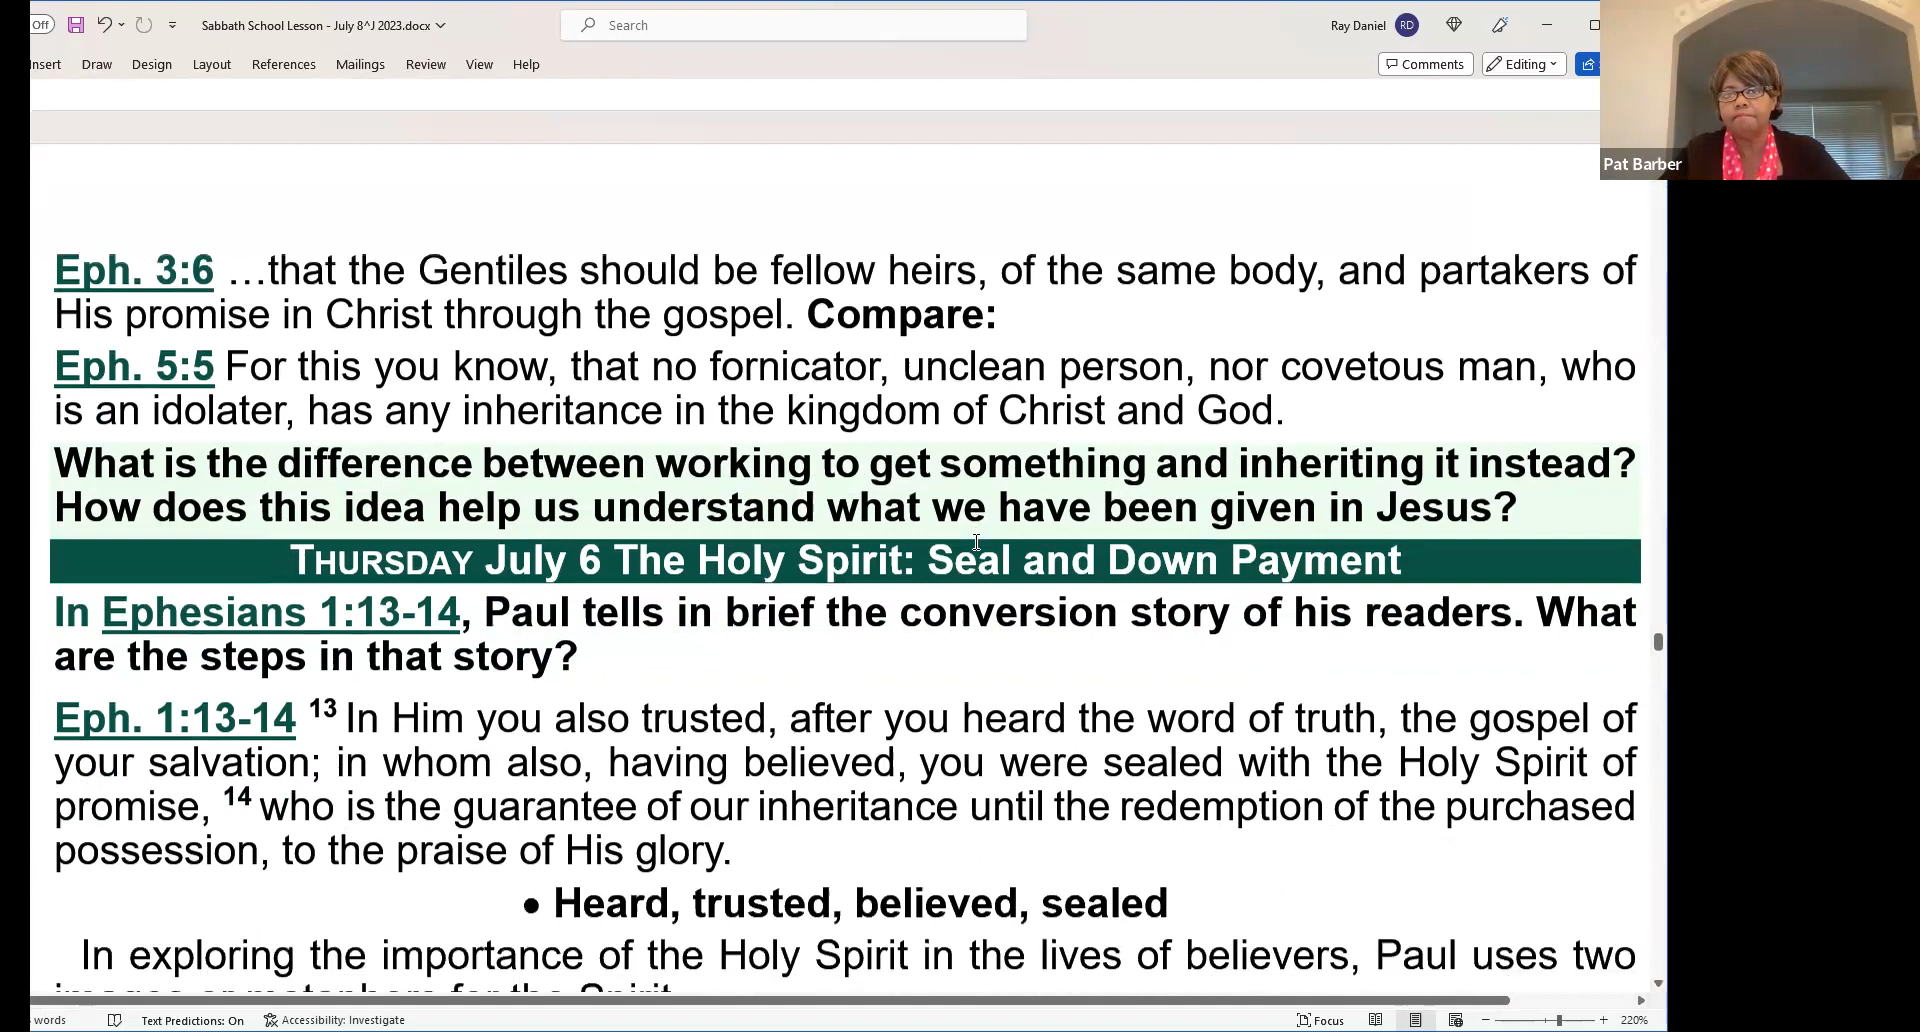 Off
Sabbath School Lesson - July 8^J 2023.docx
Search
Ray Daniel RD
Insert Draw Design Layout References Mailings Review View Help
Comments Editing
Pat Barber
Eph. 3:6 …that the Gentiles should be fellow heirs, of the same body, and partakers of
His promise in Christ through the gospel. Compare:
Eph. 5:5 For this you know, that no fornicator, unclean person, nor covetous man, who
is an idolater, has any inheritance in the kingdom of Christ and God.
What is the difference between working to get something and inheriting it instead?
How does this idea help us understand what we have been given in Jesus?
THURSDAY July 6 The Holy Spirit: Seal and Down Payment
In Ephesians 1:13-14, Paul tells in brief the conversion story of his readers. What
are the steps in that story?
Eph. 1:13-14 13 In Him you also trusted, after you heard the word of truth, the gospel of
your salvation; in whom also, having believed, you were sealed with the Holy Spirit of
promise, 14 who is the guarantee of our inheritance until the redemption of the purchased
possession, to the praise of His glory.
• Heard, trusted, believed, sealed
In exploring the importance of the Holy Spirit in the lives of believers, Paul uses two
images or metaphors for the Spirit
words Text Predictions: On Accessibility: Investigate Focus 220%